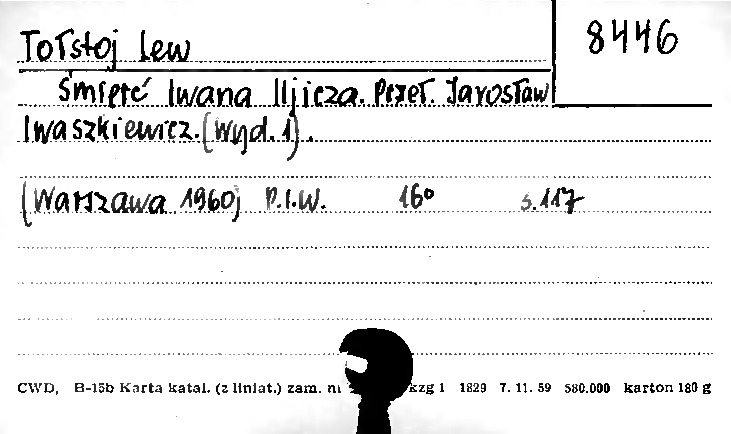 8446
Tołstoj Lew
Śmierć Iwana Iljicza. Przeł. Jarosław
Iwaszkiewicz. (Wyd. 1).
[Warszawa 1960] P.I.W. 16° s. 117
CWD, B-15b Karta katal. (z liniat.) zam. nr kzg 1 1829 7. 11. 59 580.000 karton 180 g